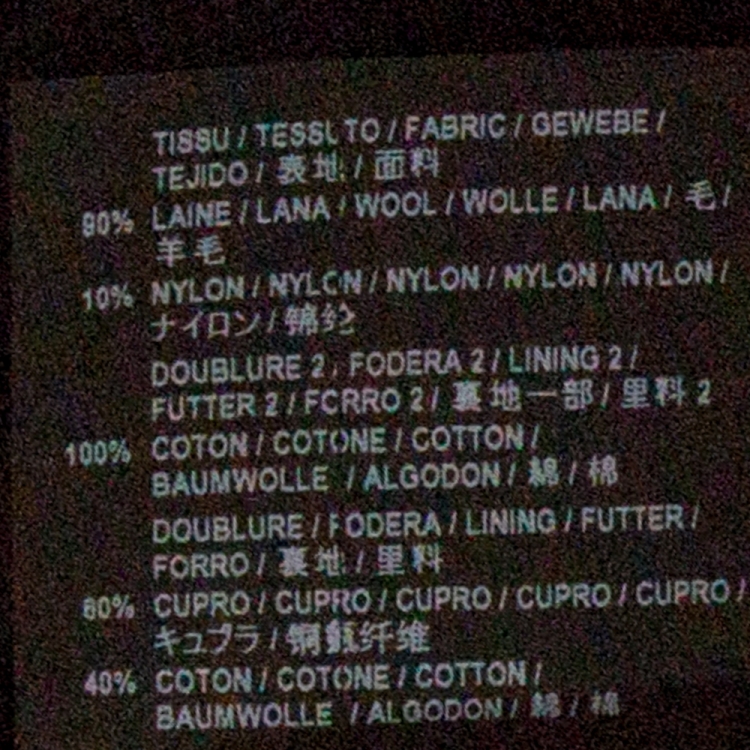 TISSU / TESSUTO / FABRIC / GEWEBE /
TEJIDO / 表地 / 面料
90% LAINE / LANA / WOOL / WOLLE / LANA / 毛 /
羊毛
10% NYLON / NYLON / NYLON / NYLON / NYLON /
ナイロン / 锦纶
DOUBLURE 2 / FODERA 2 / LINING 2 /
FUTTER 2 / FORRO 2 / 裏地一部 / 里料 2
100% COTON / COTONE / COTTON /
BAUMWOLLE / ALGODON / 綿 / 棉
DOUBLURE / FODERA / LINING / FUTTER /
FORRO / 裏地 / 里料
60% CUPRO / CUPRO / CUPRO / CUPRO / CUPRO /
キュプラ / 铜氨纤维
40% COTON / COTONE / COTTON /
BAUMWOLLE / ALGODON / 綿 / 棉